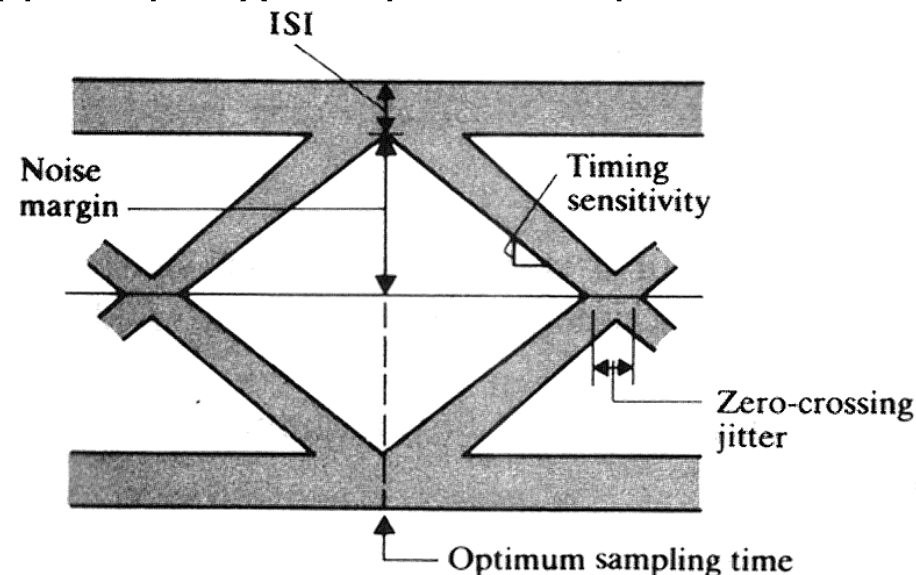 ISI
Noise
margin
Timing
sensitivity
Zero-crossing
jitter
Optimum sampling time